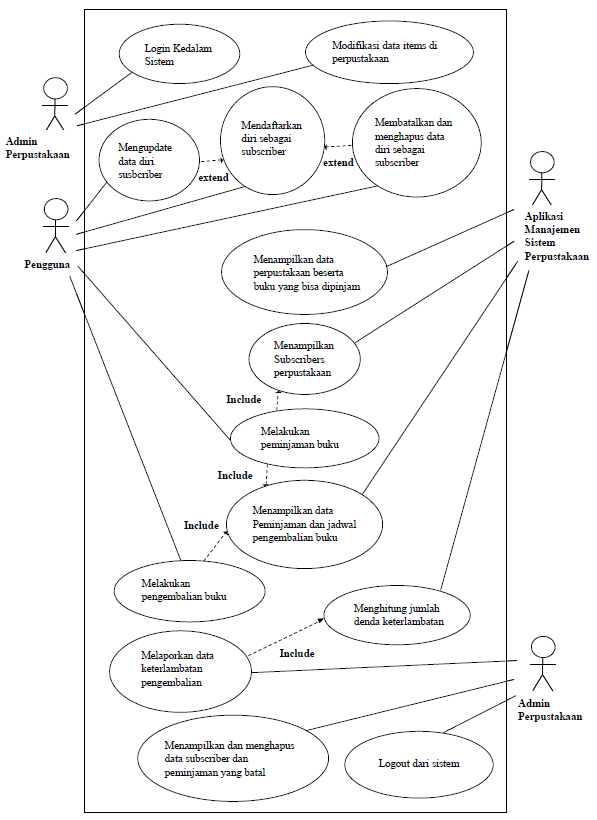 Login Kedalam
Sistem
Modifikasi data items di
perpustakaan
Admin
Perpustakaan
Mengupdate
data diri
susbcriber
Mendaftarkan
diri sebagai
subscriber
Membatalkan dan
menghapus data
diri sebagai
subscriber
extend
extend
Pengguna
Aplikasi
Manajemen
Sistem
Perpustakaan
Menampilkan data
perpustakaan beserta
buku yang bisa dipinjam
Menampilkan
Subscribers
perpustakaan
Include
Melakukan
peminjaman buku
Include
Menampilkan data
Peminjaman dan jadwal
pengembalian buku
Include
Melakukan
pengembalian buku
Menghitung jumlah
denda keterlambatan
Include
Melaporkan data
keterlambatan
pengembalian
Admin
Perpustakaan
Menampilkan dan menghapus
data subscriber dan
peminjaman yang batal
Logout dari sistem